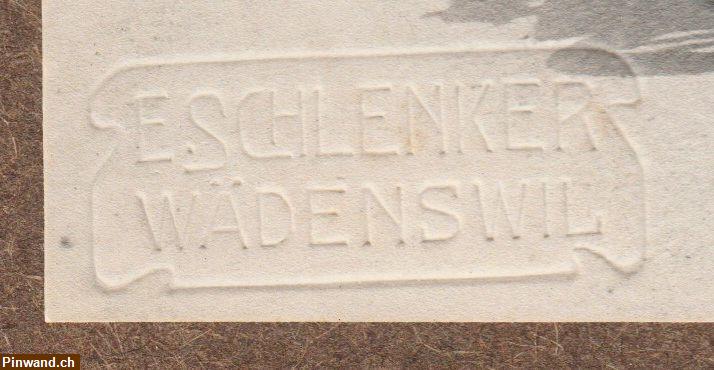 E. SCHLENKER
WÄDENSWIL
Pinwand.ch